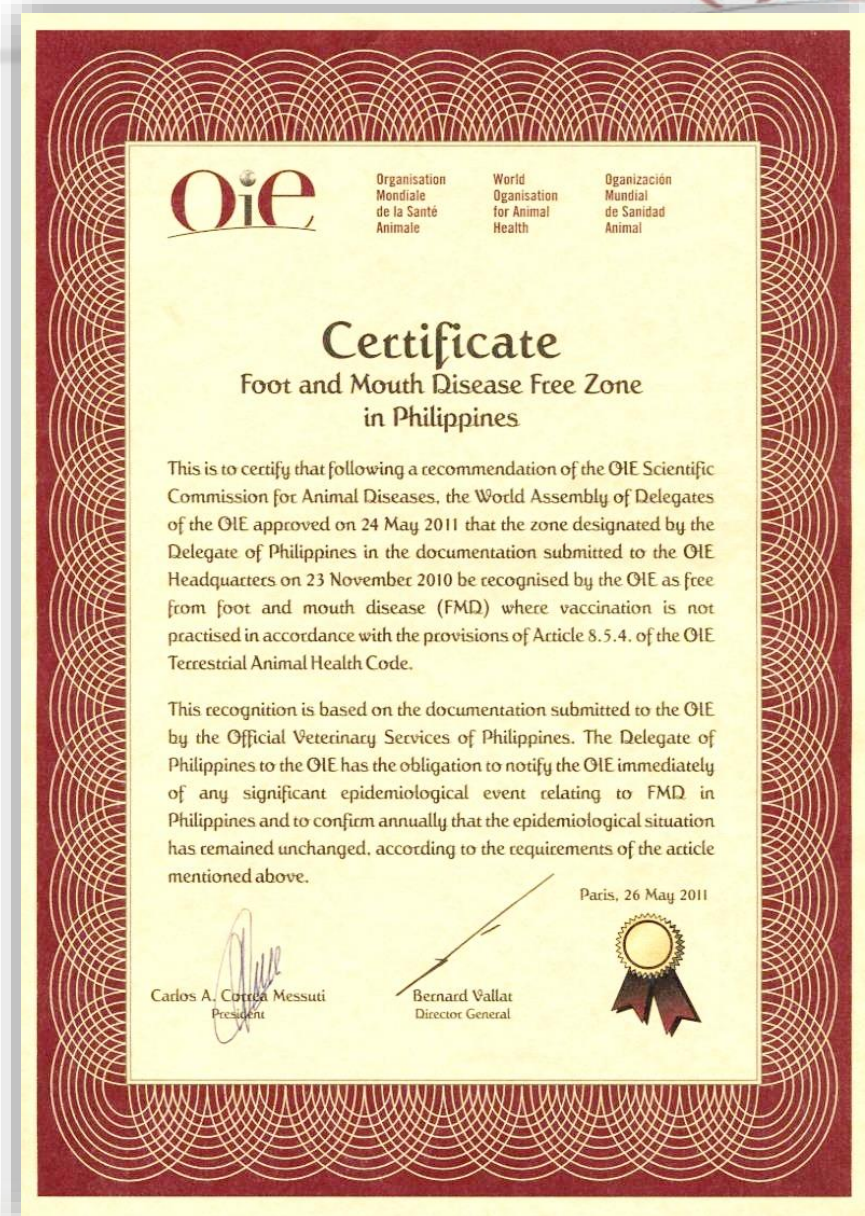 OiE
Organisation
Mondiale
de la Santé
Animale
World
Oganisation
for Animal
Health
Oganización
Mundial
de Sanidad
Animal
Certificate
Foot and Mouth Disease Free Zone
in Philippines
This is to certify that following a recommendation of the OIE Scientific
Commission for Animal Diseases, the World Assembly of Delegates
of the OIE approved on 24 May 2011 that the zone designated by the
Delegate of Philippines in the documentation submitted to the OIE
Headquarters on 23 November 2010 be recognised by the OIE as free
from foot and mouth disease (FMD) where vaccination is not
practised in accordance with the provisions of Article 8.5.4. of the OIE
Terrestrial Animal Health Code.
This recognition is based on the documentation submitted to the OIE
by the Official Veterinary Services of Philippines. The Delegate of
Philippines to the OIE has the obligation to notify the OIE immediately
of any significant epidemiological event relating to FMD in
Philippines and to confirm annually that the epidemiological situation
has remained unchanged, according to the requirements of the article
mentioned above.
Paris, 26 May 2011
Carlos A. Correa Messuti
President
Bernard Vallat
Director General